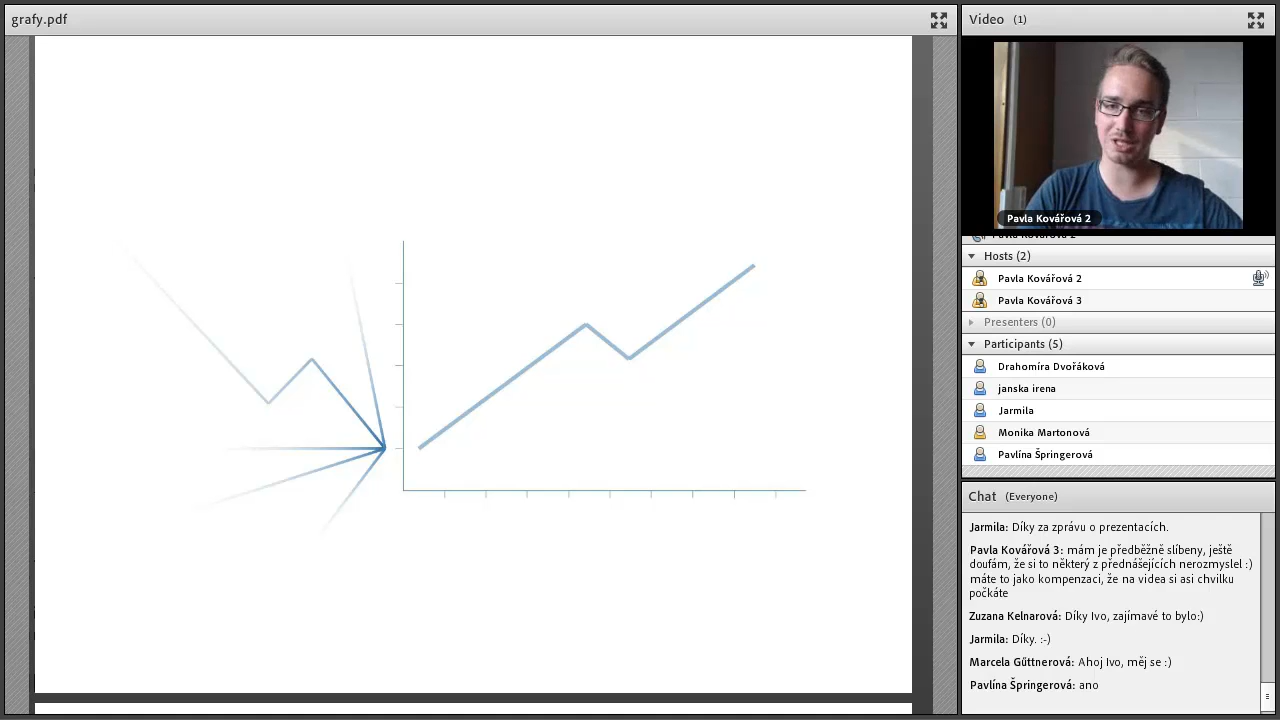 grafy.pdf
Video (1)
Pavla Kovářová 2
Pavla Kovářová 2
Hosts (2)
Pavla Kovářová 2
Pavla Kovářová 3
Presenters (0)
Participants (5)
Drahomíra Dvořáková
janska irena
Jarmila
Monika Martonová
Pavlína Špringerová
Chat (Everyone)
Jarmila: Díky za zprávu o prezentacích.
Pavla Kovářová 3: mám je předběžně slíbeny, ještě
doufám, že si to některý z přednášejících nerozmyslel :)
máte to jako kompenzaci, že na videa si asi chvilku
počkáte
Zuzana Kelnarová: Díky Ivo, zajímavé to bylo:)
Jarmila: Díky. :-)
Marcela Gűttnerová: Ahoj Ivo, měj se :)
Pavlína Špringerová: ano